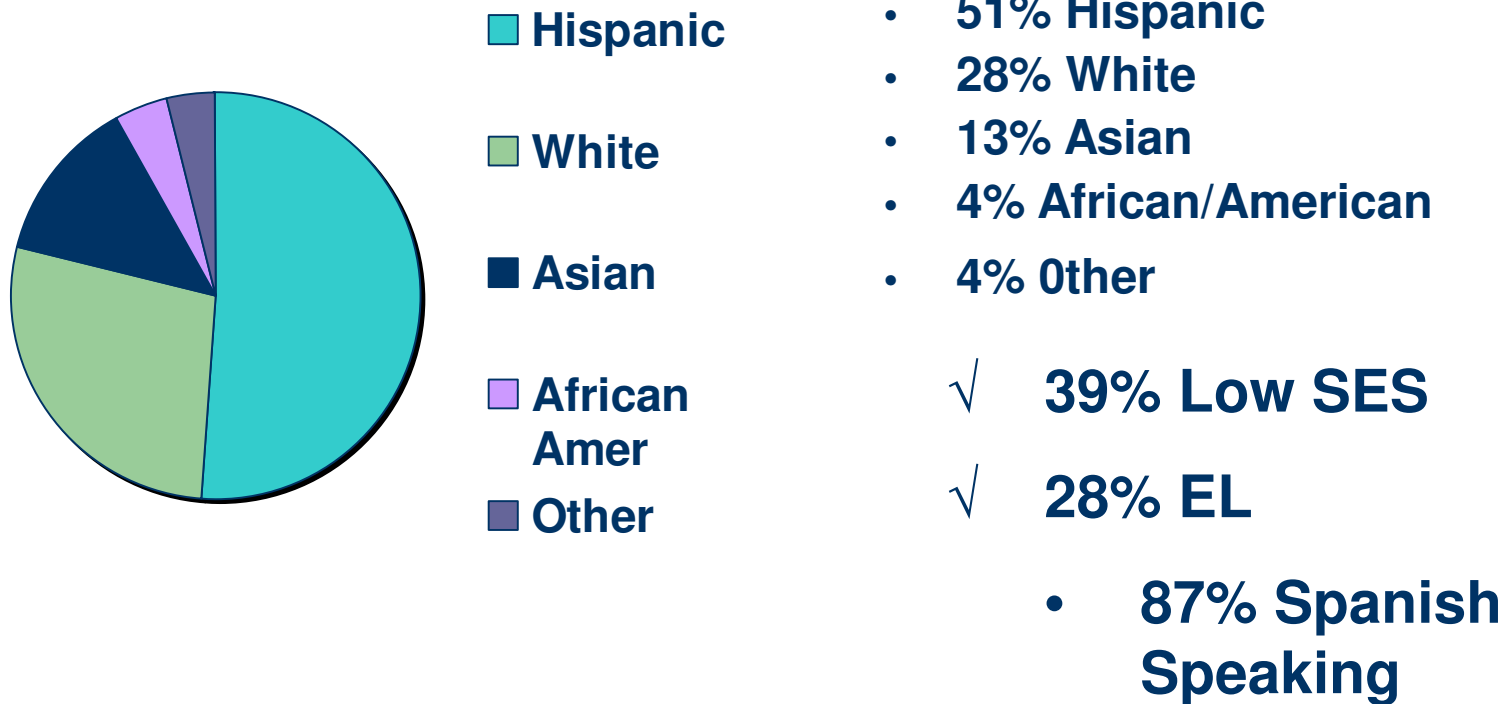 Hispanic
White
Asian
African
Amer
Other
• 51% Hispanic
• 28% White
• 13% Asian
• 4% African/American
• 4% 0ther
√ 39% Low SES
√ 28% EL
• 87% Spanish
Speaking